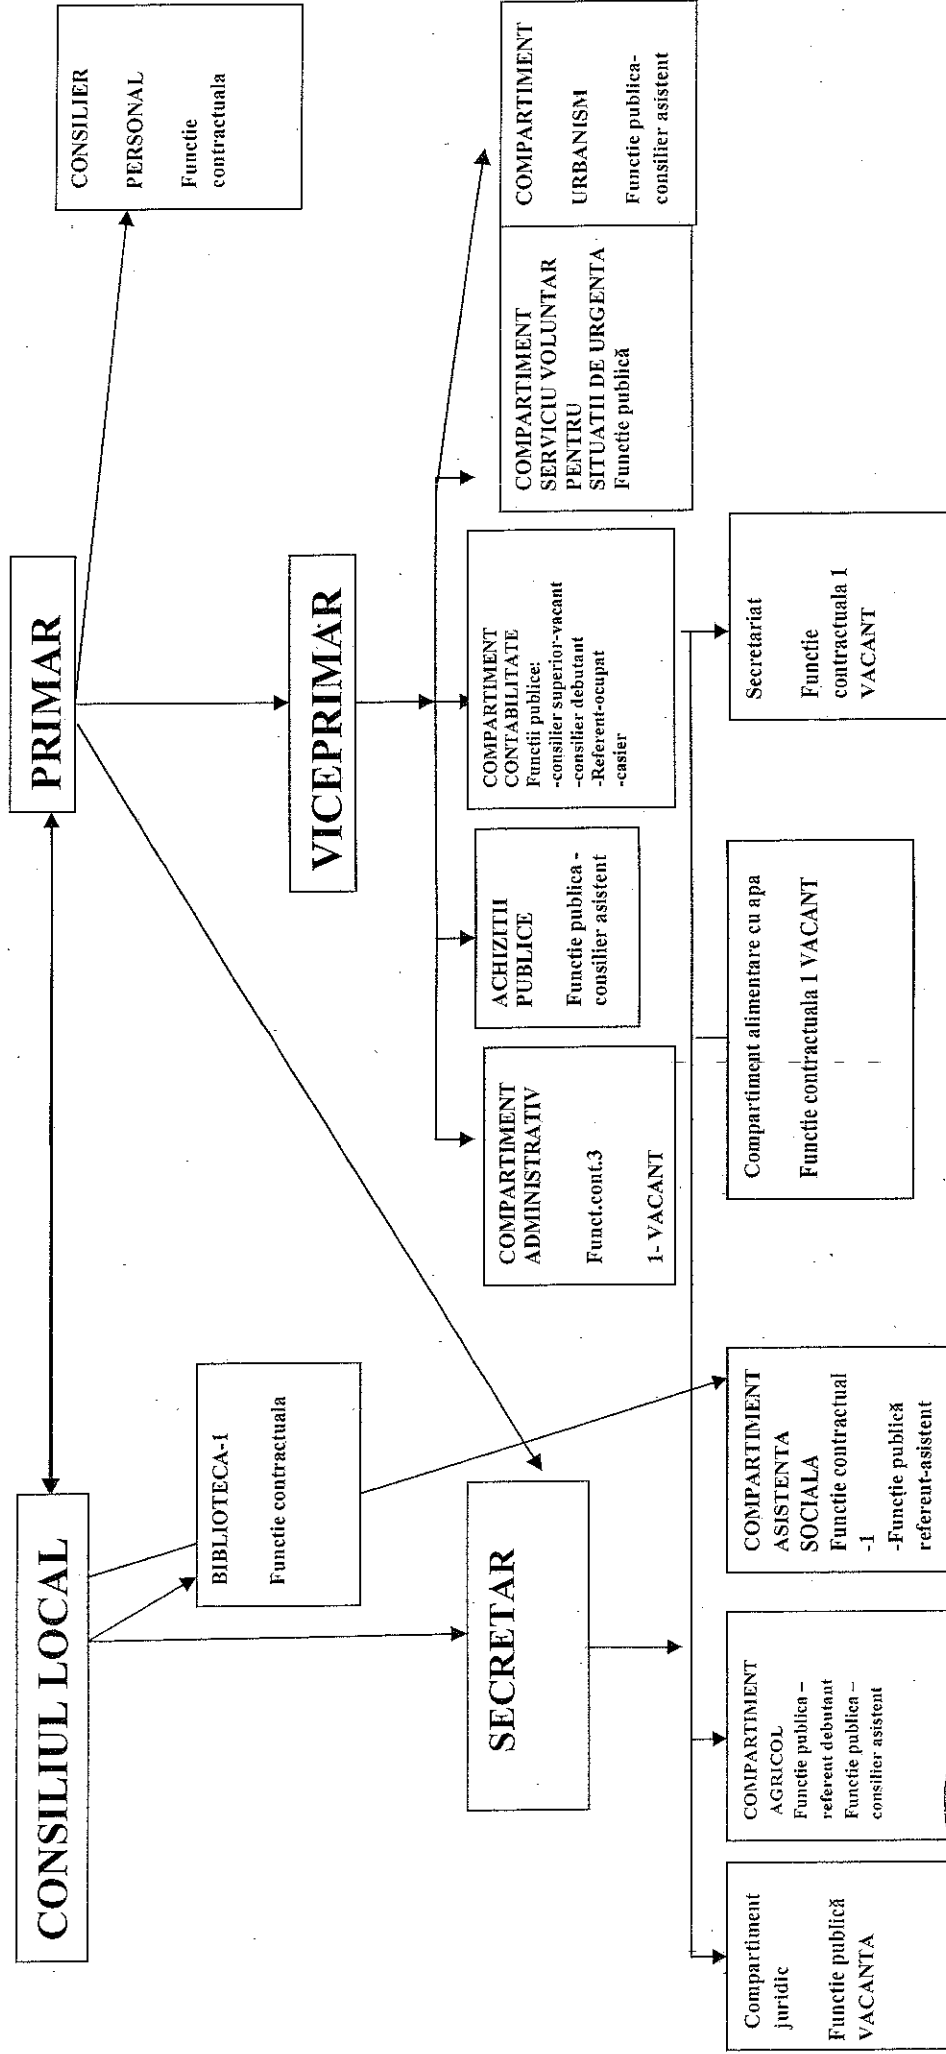 CONSILIUL LOCAL
PRIMAR
CONSILIER
PERSONAL
Functie
contractuala
BIBLIOTECA-1
Functie contractuala
VICEPRIMAR
SECRETAR
COMPARTIMENT
ADMINISTRATIV
Funct.cont.3
1- VACANT
ACHIZITII
PUBLICE
Functie publica -
consilier asistent
COMPARTIMENT
CONTABILITATE
Functii publice:
-consilier superior-vacant
-consilier debutant
-Referent-ocupat
-casier
COMPARTIMENT
SERVICIU VOLUNTAR
PENTRU
SITUATII DE URGENTA
Functie publică
COMPARTIMENT
URBANISM
Functie publica-
consilier asistent
Compartiment
juridic
Functie publică
VACANTA
COMPARTIMENT
AGRICOL
Functie publica –
referent debutant
Functie publica –
consilier asistent
COMPARTIMENT
ASISTENTA
SOCIALA
Functie contractual
-1
-Funcție publică
referent-asistent
Compartiment alimentare cu apa
Functie contractuala 1 VACANT
Secretariat
Functie
contractuala 1
VACANT